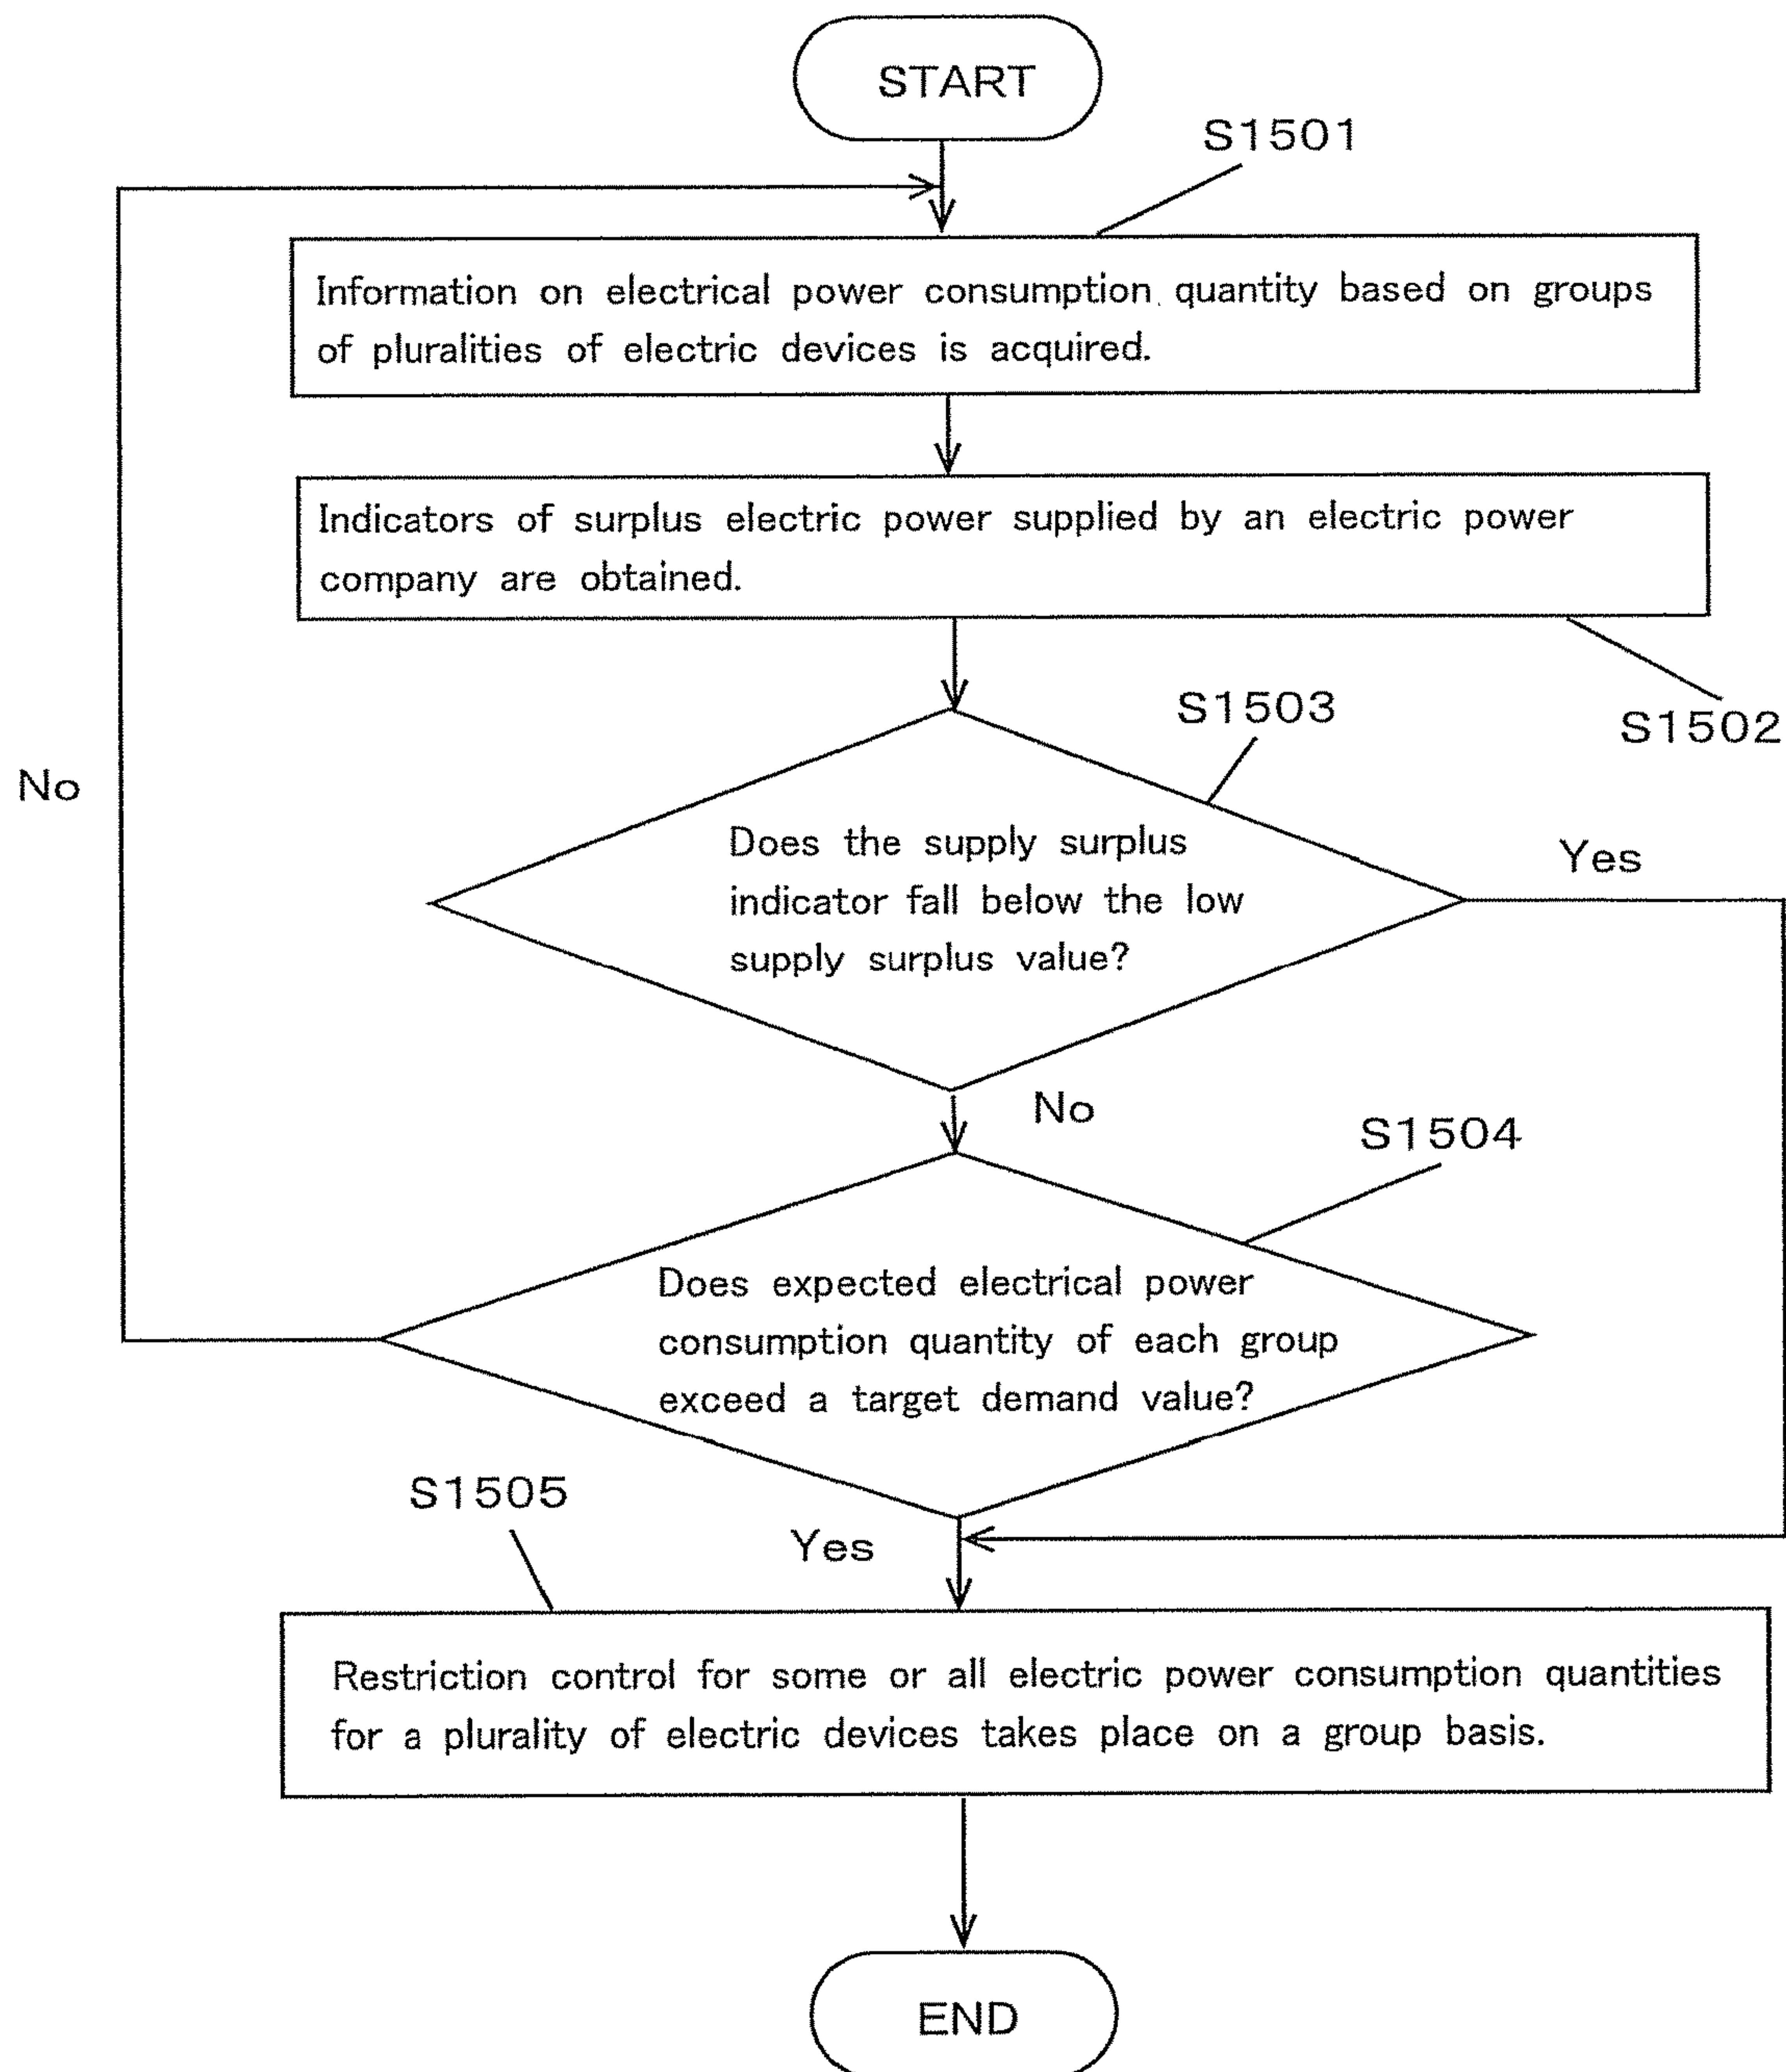 START
S1501
Information on electrical power consumption quantity based on groups
of pluralities of electric devices is acquired.
Indicators of surplus electric power supplied by an electric power
company are obtained.
S1502
S1503
No
Does the supply surplus
indicator fall below the low
supply surplus value?
Yes
No
S1504
Does expected electrical power
consumption quantity of each group
exceed a target demand value?
S1505
Yes
Restriction control for some or all electric power consumption quantities
for a plurality of electric devices takes place on a group basis.
END